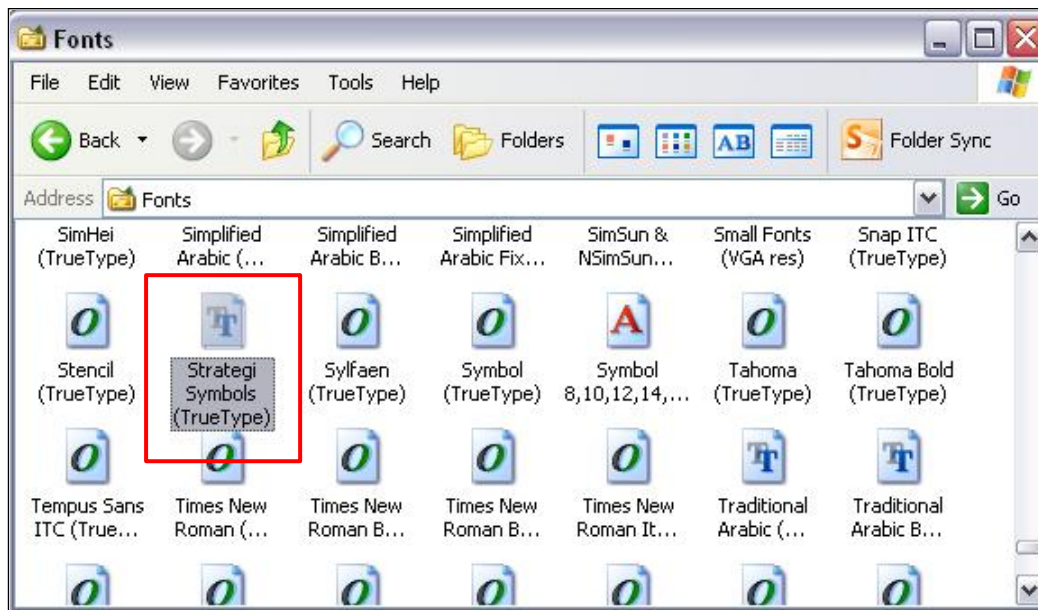 Fonts
File Edit View Favorites Tools Help
Back Search Folders AB S Folder Sync
Address Fonts Go
SimHei (TrueType)
Simplified Arabic (...
Simplified Arabic B...
Simplified Arabic Fix...
SimSun & NSimSun...
Small Fonts (VGA res)
Snap ITC (TrueType)
Stencil (TrueType)
Strategi Symbols (TrueType)
Sylfaen (TrueType)
Symbol (TrueType)
Symbol 8,10,12,14,...
Tahoma (TrueType)
Tahoma Bold (TrueType)
Tempus Sans ITC (True...
Times New Roman (...
Times New Roman B...
Times New Roman B...
Times New Roman It...
Traditional Arabic (...
Traditional Arabic B...